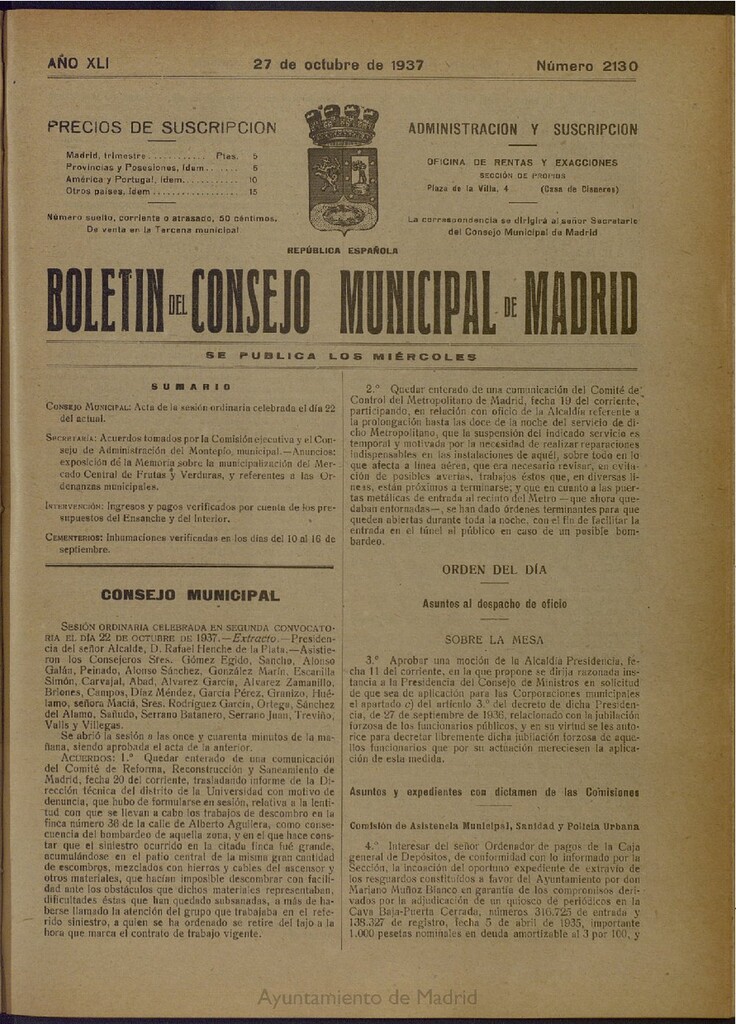 AÑO XLI
27 de octubre de 1937
Número 2130
PRECIOS DE SUSCRIPCION
Madrid, trimestre........... Ptas. 5
Provincias y Posesiones, ídem...... 6
América y Portugal, ídem.......... 10
Otros países, ídem................ 15
Número suelto, corriente o atrasado, 50 céntimos.
De venta en la Tercena municipal
ADMINISTRACION Y SUSCRIPCION
OFICINA DE RENTAS Y EXACCIONES
SECCIÓN DE PROPIOS
Plaza de la Villa, 4 (Casa de Cisneros)
La correspondencia se dirigirá al señor Secretario
del Consejo Municipal de Madrid
REPÚBLICA ESPAÑOLA
BOLETIN DEL CONSEJO MUNICIPAL DE MADRID
SE PUBLICA LOS MIÉRCOLES
SUMARIO
CONSEJO MUNICIPAL: Acta de la sesión ordinaria celebrada el día 22
del actual.
SECRETARÍA: Acuerdos tomados por la Comisión ejecutiva y el Con-
sejo de Administración del Montepío, municipal.—Anuncios:
exposición de la Memoria sobre la municipalización del Mer-
cado Central de Frutas y Verduras, y referentes a las Or-
denanzas municipales.
INTERVENCIÓN: Ingresos y pagos verificados por cuenta de los pre-
supuestos del Ensanche y del Interior.
CEMENTERIOS: Inhumaciones verificadas en los días del 10 al 16 de
septiembre.
CONSEJO MUNICIPAL
SESIÓN ORDINARIA CELEBRADA EN SEGUNDA CONVOCATO-
RIA EL DÍA 22 DE OCTUBRE DE 1937.—Extracto.—Presiden-
cia del señor Alcalde, D. Rafael Henche de la Plata.—Asistie-
ron los Consejeros Sres. Gómez Egido, Sancho, Alonso
Galán, Peinado, Alonso Sánchez, González Marín, Escanilla
Simón, Carvajal, Abad, Alvarez García, Alvarez Zamanillo,
Briones, Campos, Díaz Méndez, García Pérez, Granizo, Hué-
lamo, señora Maciá, Sres. Rodríguez García, Ortega, Sánchez
del Alamo, Sañudo, Serrano Batanero, Serrano Juan, Treviño,
Valls y Villegas.
Se abrió la sesión a las once y cuarenta minutos de la ma-
ñana, siendo aprobada el acta de la anterior.
ACUERDOS: 1.° Quedar enterado de una comunicación
del Comité de Reforma, Reconstrucción y Saneamiento de
Madrid, fecha 20 del corriente, trasladando informe de la Di-
rección técnica del distrito de la Universidad con motivo de
denuncia, que hubo de formularse en sesión, relativa a la lenti-
tud con que se llevan a cabo los trabajos de descombro en la
finca número 38 de la calle de Alberto Aguilera, como conse-
cuencia del bombardeo de aquella zona, y en el que hace cons-
tar que el siniestro ocurrido en la citada finca fué grande,
acumulándose en el patio central de la misma gran cantidad
de escombros, mezclados con hierros y cables del ascensor y
otros materiales, que hacían imposible descombrar con facili-
dad ante los obstáculos que dichos materiales representaban,
dificultades éstas que han quedado subsanadas, a más de ha-
berse llamado la atención del grupo que trabajaba en el refe-
rido siniestro, a quien se ha ordenado se retire del tajo a la
hora que marca el contrato de trabajo vigente.
2.° Quedar enterado de una comunicación del Comité de
Control del Metropolitano de Madrid, fecha 19 del corriente,
participando, en relación con oficio de la Alcaldía referente a
la prolongación hasta las doce de la noche del servicio de di-
cho Metropolitano, que la suspensión del indicado servicio es
temporal y motivada por la necesidad de realizar reparaciones
indispensables en las instalaciones de aquél, sobre todo en lo
que afecta a línea aérea, que era necesario revisar, en evita-
ción de posibles averías, trabajos éstos que, en diversas lí-
neas, están próximos a terminarse; y que en cuanto a las puer-
tas metálicas de entrada al recinto del Metro —que ahora que-
daban entornadas—, se han dado órdenes terminantes para que
queden abiertas durante toda la noche, con el fin de facilitar la
entrada en el túnel al público en caso de un posible bom-
bardeo.
ORDEN DEL DÍA
Asuntos al despacho de oficio
SOBRE LA MESA
3.° Aprobar una moción de la Alcaldía Presidencia, fe-
cha 11 del corriente, en la que propone se dirija razonada ins-
tancia a la Presidencia del Consejo de Ministros en solicitud
de que sea de aplicación para las Corporaciones municipales
el apartado c) del artículo 3.° del decreto de dicha Presiden-
cia, de 27 de septiembre de 1936, relacionado con la jubilación
forzosa de los funcionarios públicos, y en su virtud se les auto-
rice para decretar libremente dicha jubilación forzosa de aque-
llos funcionarios que por su actuación mereciesen la aplica-
ción de esta medida.
Asuntos y expedientes con dictamen de las Comisiones
Comisión de Asistencia Municipal, Sanidad y Policía Urbana
4.° Interesar del señor Ordenador de pagos de la Caja
general de Depósitos, de conformidad con lo informado por la
Sección, la incoación del oportuno expediente de extravío de
los resguardos constituídos a favor del Ayuntamiento por don
Mariano Muñoz Blanco en garantía de los compromisos deri-
vados por la adjudicación de un quiosco de periódicos en la
Cava Baja-Puerta Cerrada, números 316.725 de entrada y
138.327 de registro, fecha 5 de abril de 1935, importante
1.000 pesetas nominales en deuda amortizable al 3 por 100, y
Ayuntamiento de Madrid